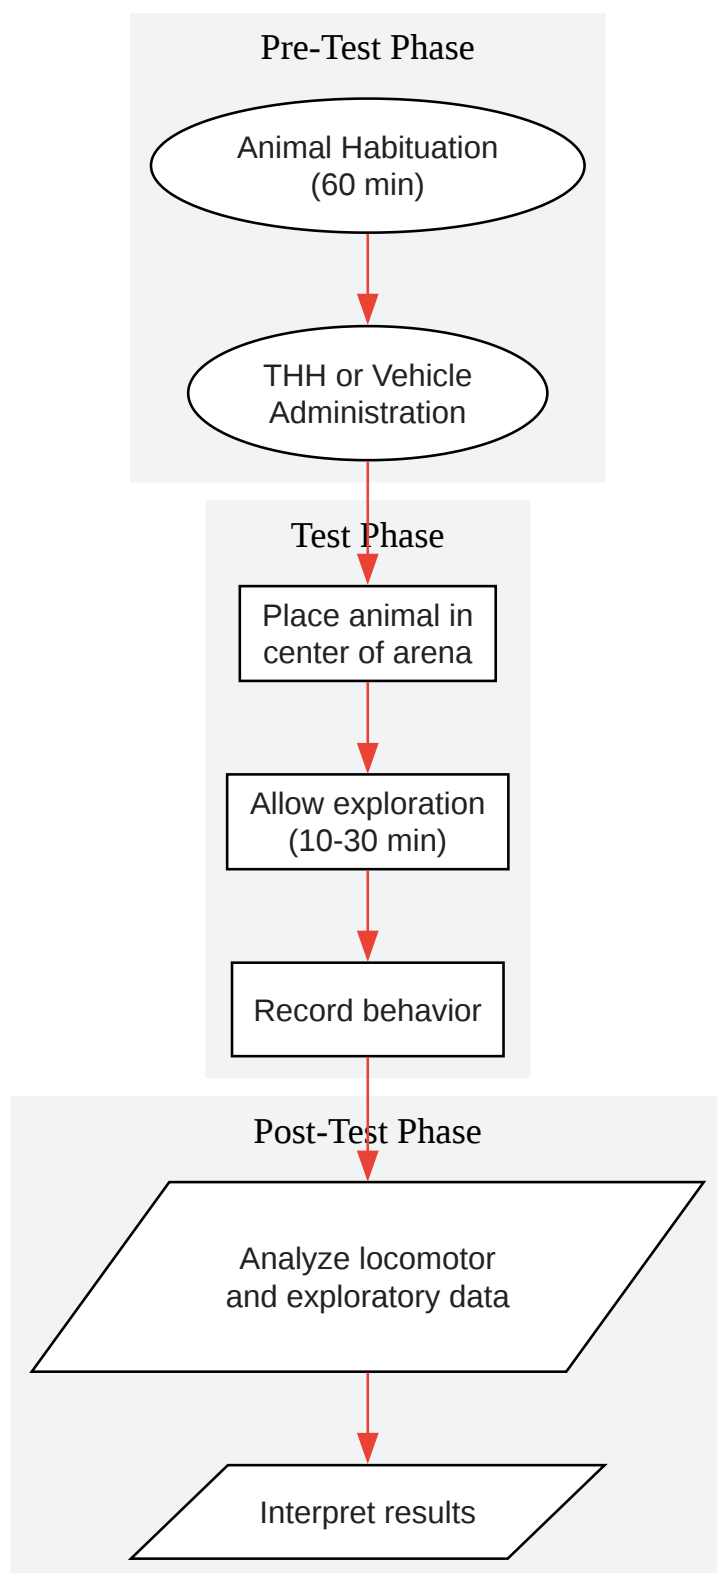 Pre-Test Phase
Animal Habituation
(60 min)
THH or Vehicle
Administration
Test Phase
Place animal in
center of arena
Allow exploration
(10-30 min)
Record behavior
Post-Test Phase
Analyze locomotor
and exploratory data
Interpret results